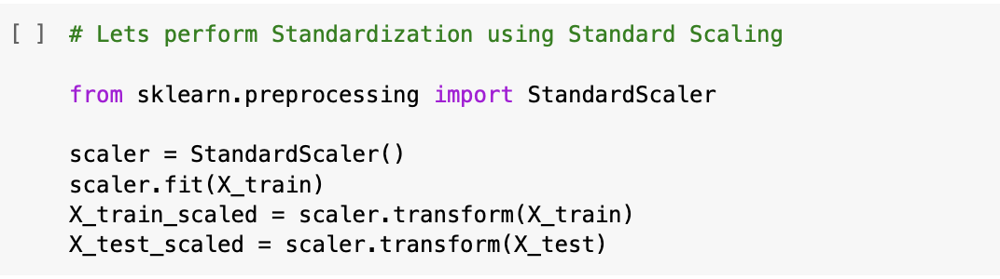 [ ] # Lets perform Standardization using Standard Scaling
from sklearn.preprocessing import StandardScaler
scaler = StandardScaler()
scaler.fit(X_train)
X_train_scaled = scaler.transform(X_train)
X_test_scaled = scaler.transform(X_test)